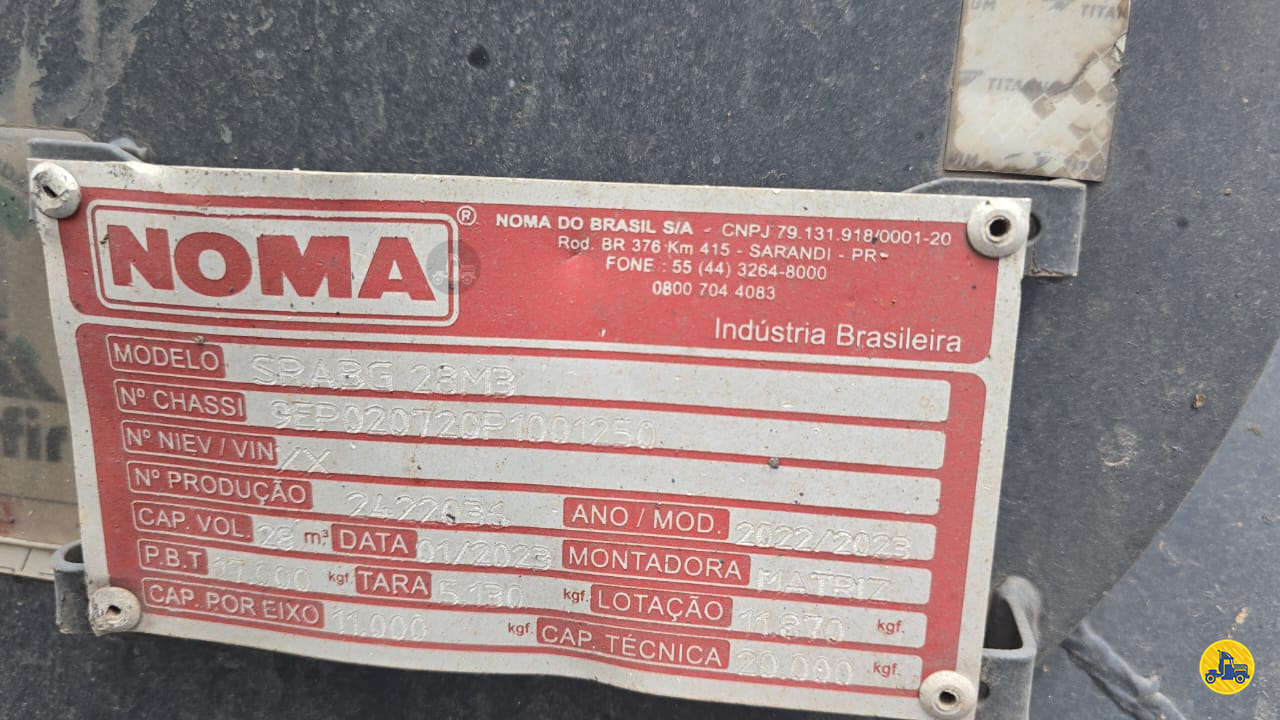 UM TITAN
TITANIUM
NOMA ®
NOMA DO BRASIL S/A - CNPJ 79.131.918/0001-20
Rod. BR 376 Km 415 - SARANDI - PR
FONE : 55 (44) 3264-8000
0800 704 4083
Indústria Brasileira
MODELO SRABG 28M3
Nº CHASSI 9EP020720P1001250
Nº NIEV / VIN /X
Nº PRODUÇÃO 2422036 ANO / MOD. 2022/2023
CAP. VOL. 28 m³ DATA 01/2023 MONTADORA MATRIZ
P.B.T 17.000 kgf TARA 5.130 kgf. LOTAÇÃO 11.870 kgf.
CAP. POR EIXO 11.000 kgf. CAP. TÉCNICA 20.000 kgf.